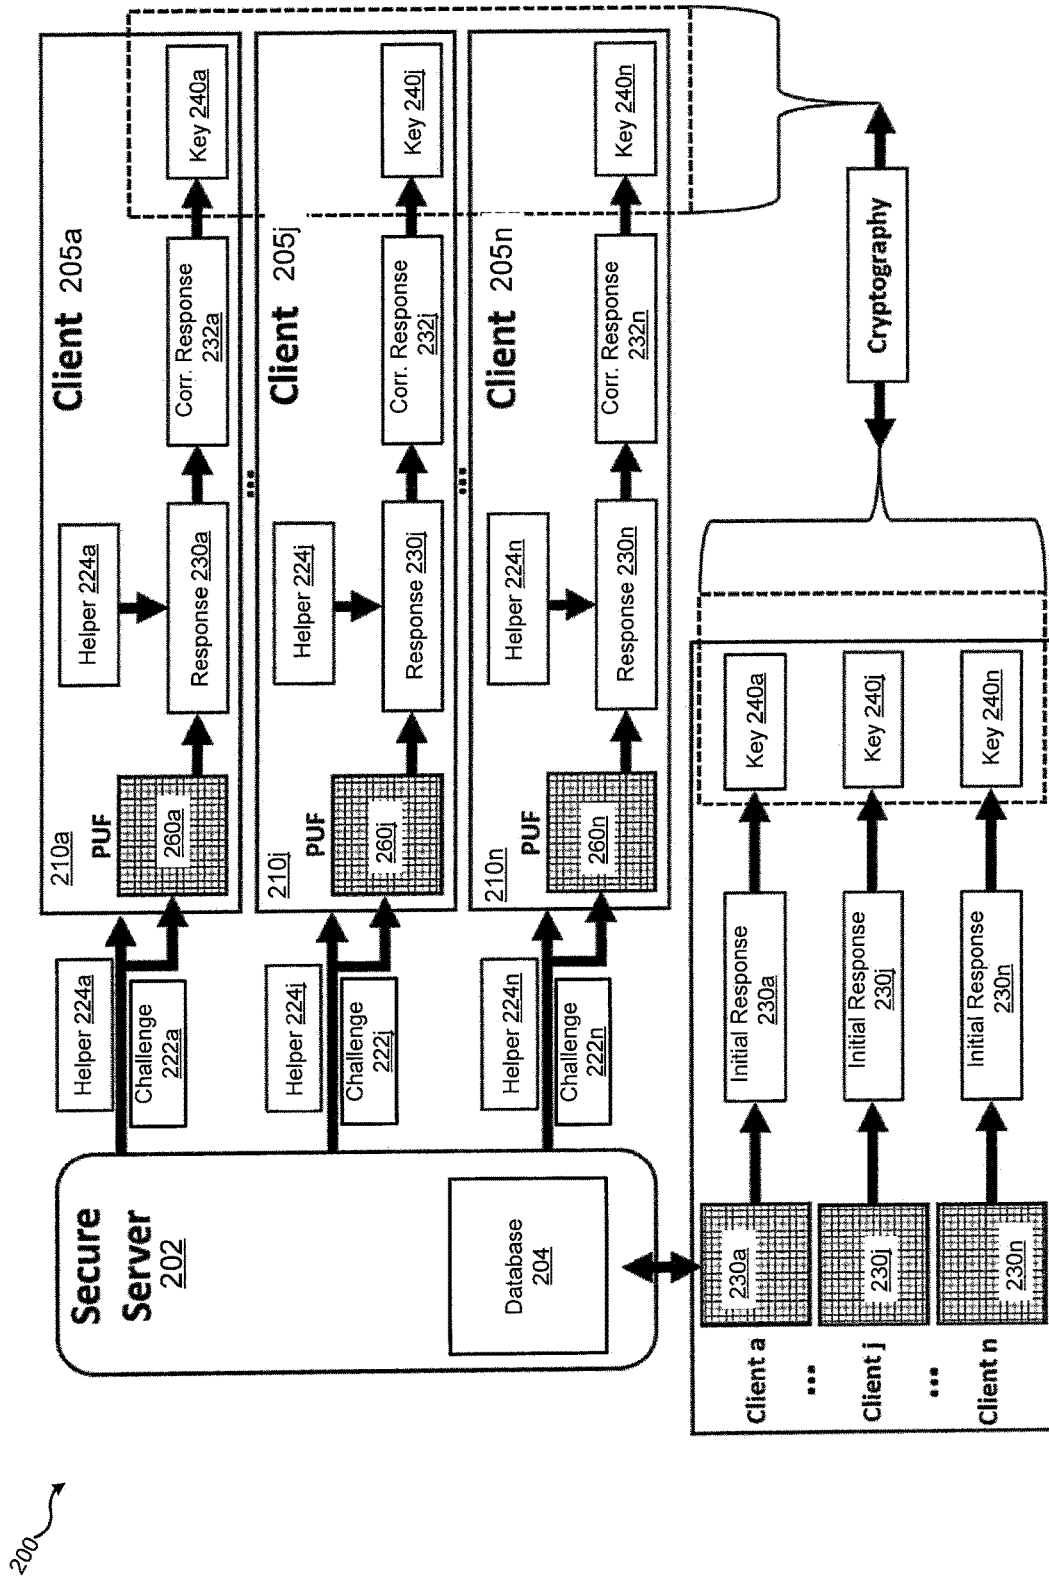 200
Secure
Server
202
Database
204
Helper 224a
Challenge
222a
Helper 224j
Challenge
222j
Helper 224n
Challenge
222n
210a
PUF
260a
Helper 224a
Response 230a
Client 205a
Corr. Response
232a
Key 240a
...
210j
PUF
260j
Helper 224j
Response 230j
Client 205j
Corr. Response
232j
Key 240j
...
210n
PUF
260n
Helper 224n
Response 230n
Client 205n
Corr. Response
232n
Key 240n
Client a
230a
Initial Response
230a
Key 240a
...
Client j
230j
Initial Response
230j
Key 240j
...
Client n
230n
Initial Response
230n
Key 240n
Cryptography